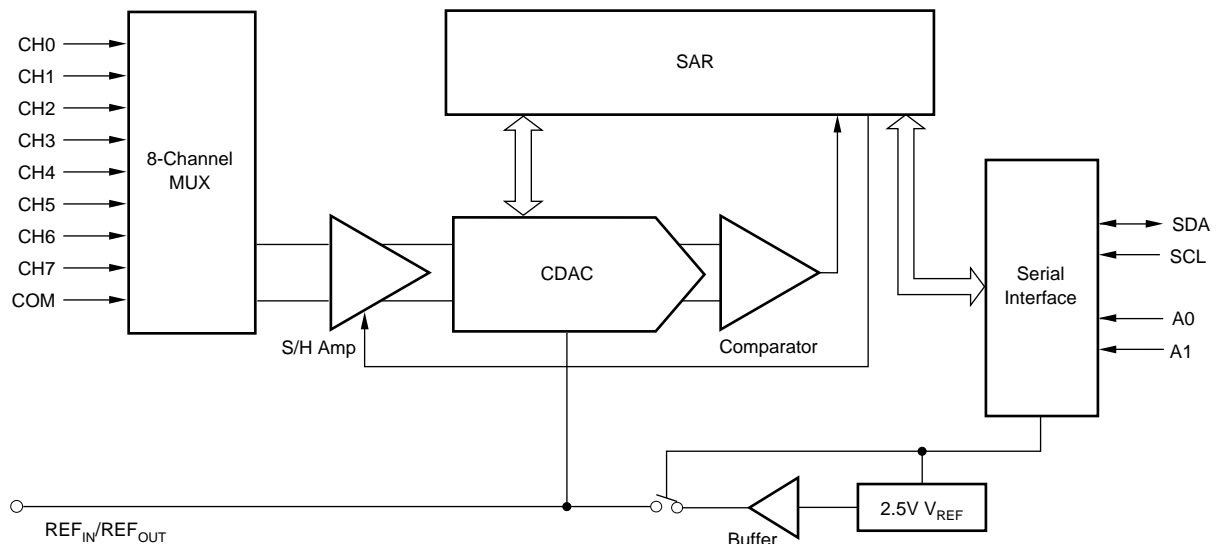 CH0
CH1
CH2
CH3
CH4
CH5
CH6
CH7
COM
8-Channel
MUX
SAR
S/H Amp
CDAC
Comparator
Serial
Interface
SDA
SCL
A0
A1
REFIN/REFOUT
Buffer
2.5V VREF